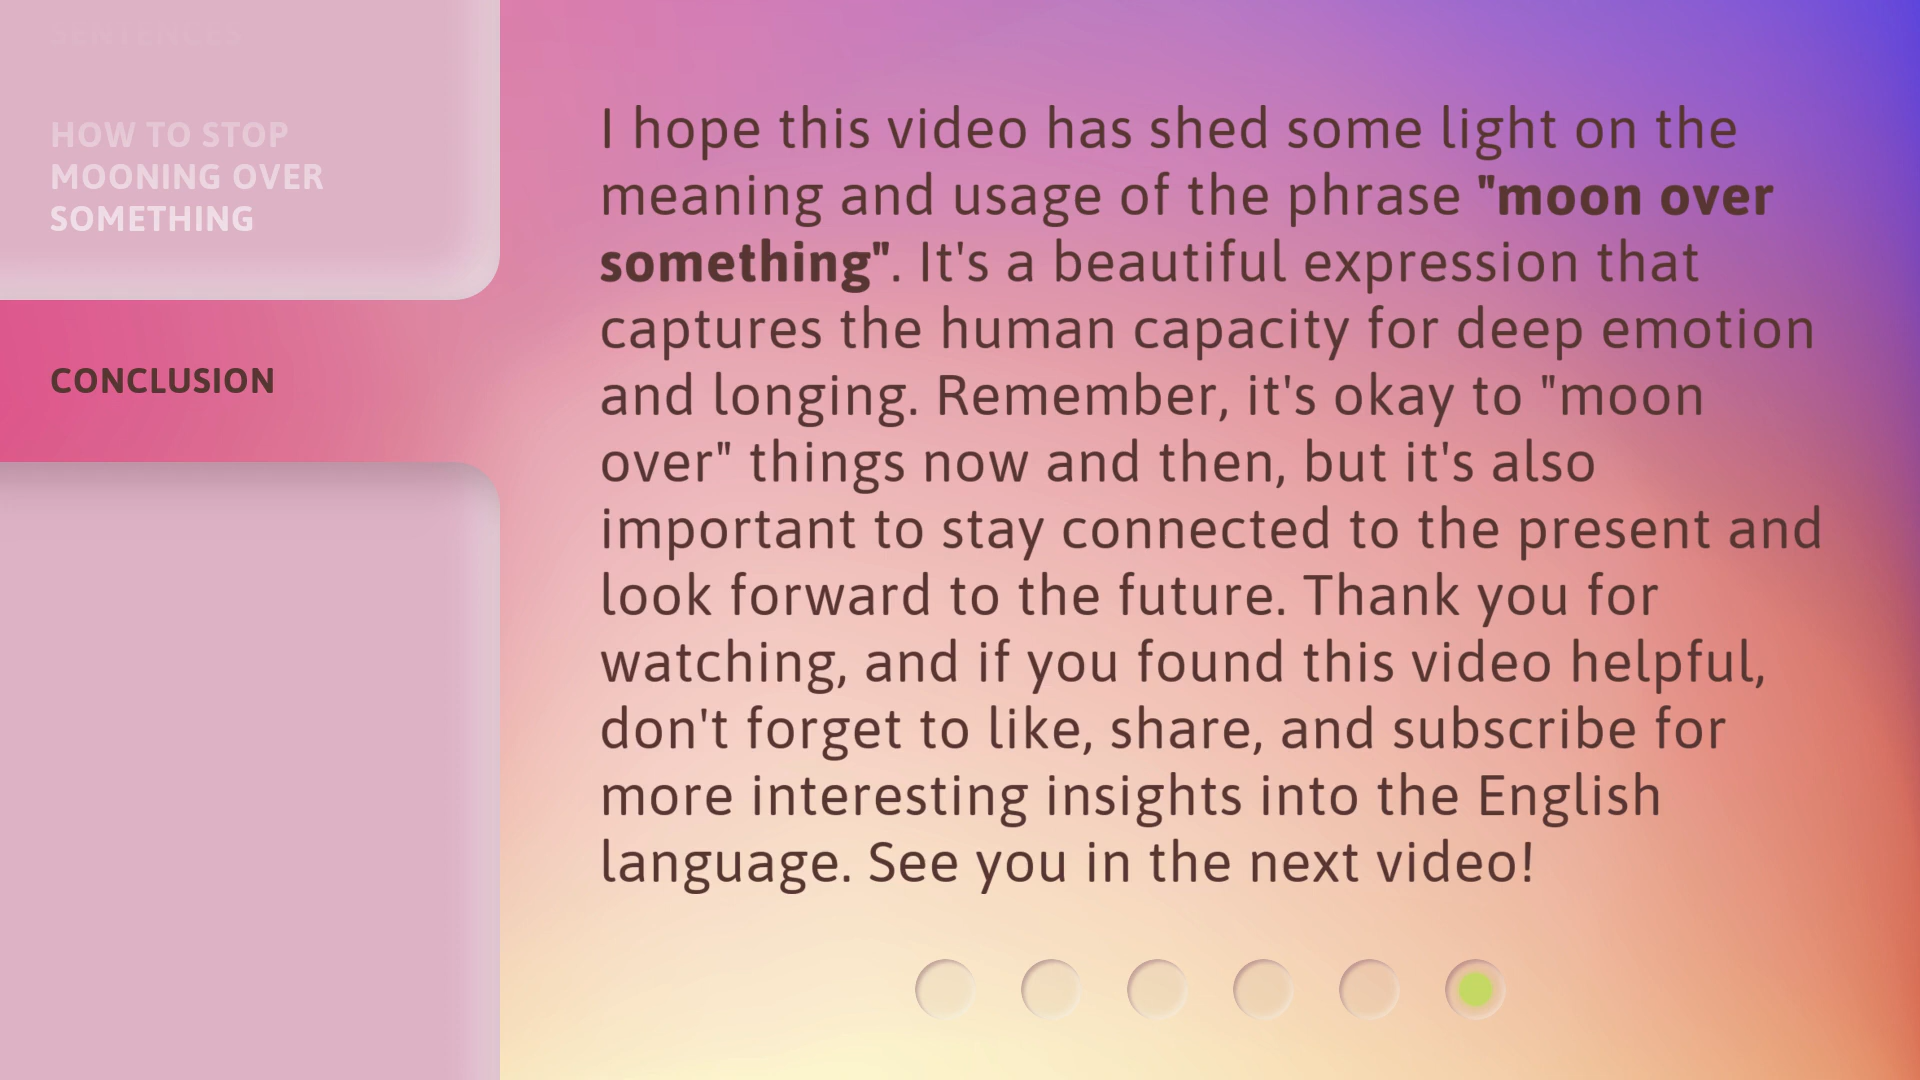 SENTENCES
HOW TO STOP
MOONING OVER
SOMETHING
CONCLUSION
I hope this video has shed some light on the
meaning and usage of the phrase "moon over
something". It's a beautiful expression that
captures the human capacity for deep emotion
and longing. Remember, it's okay to "moon
over" things now and then, but it's also
important to stay connected to the present and
look forward to the future. Thank you for
watching, and if you found this video helpful,
don't forget to like, share, and subscribe for
more interesting insights into the English
language. See you in the next video!